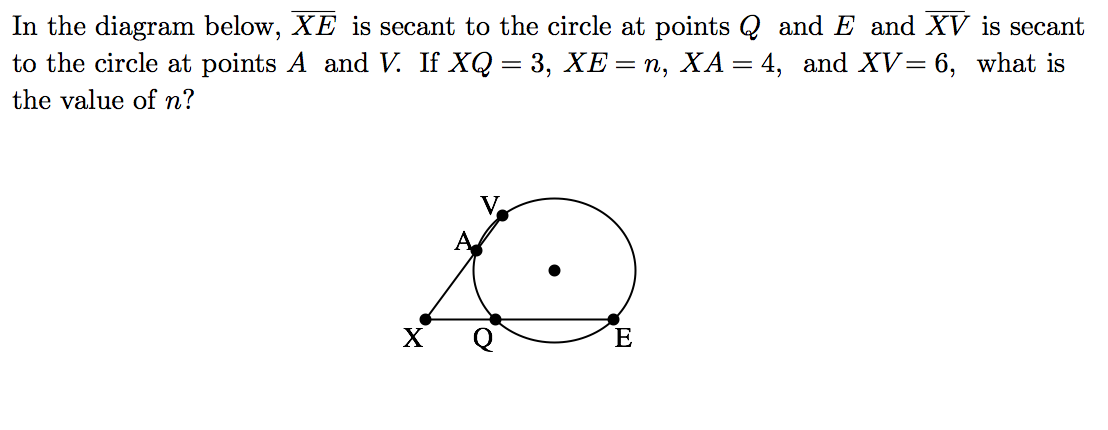 In the diagram below, XE is secant to the circle at points Q and E and XV is secant
to the circle at points A and V. If XQ = 3, XE = n, XA = 4, and XV= 6, what is
the value of n?
V
A
X
Q
E